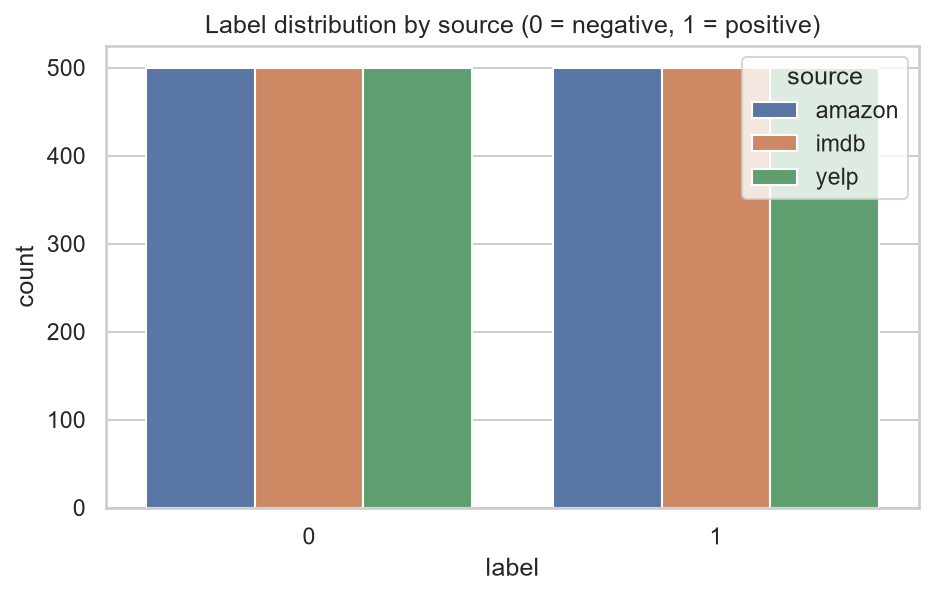 Label distribution by source (0 = negative, 1 = positive)
source
amazon
imdb
yelp
500
400
300
200
100
0
count
0 1
label